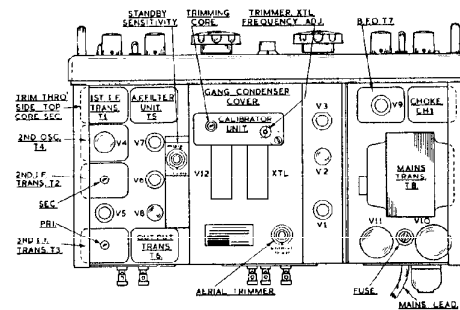 STANDBY
SENSITIVITY.
TRIMMING
CORE.
TRIMMER. XTL
FREQUENCY ADJ.
B.F.O. T7.
TRIM THRO'
SIDE TOP
CORE SEC.
1ST I.F.
TRANS.
T1
A.F. FILTER
UNIT.
T5
GANG CONDENSER
COVER.
CALIBRATOR
UNIT.
V3
V9
CHOKE
CH1
2ND OSC.
T4.
V4
V7
2ND I.F.
TRANS. T2
V6
V12
XTL
V2
MAINS
TRANS.
T8.
SEC.
V5
V8
V1
PRI.
V11
V10
3RD I.F.
TRANS. T3
OUTPUT
TRANS.
T6.
AERIAL TRIMMER.
FUSE.
MAINS LEAD.